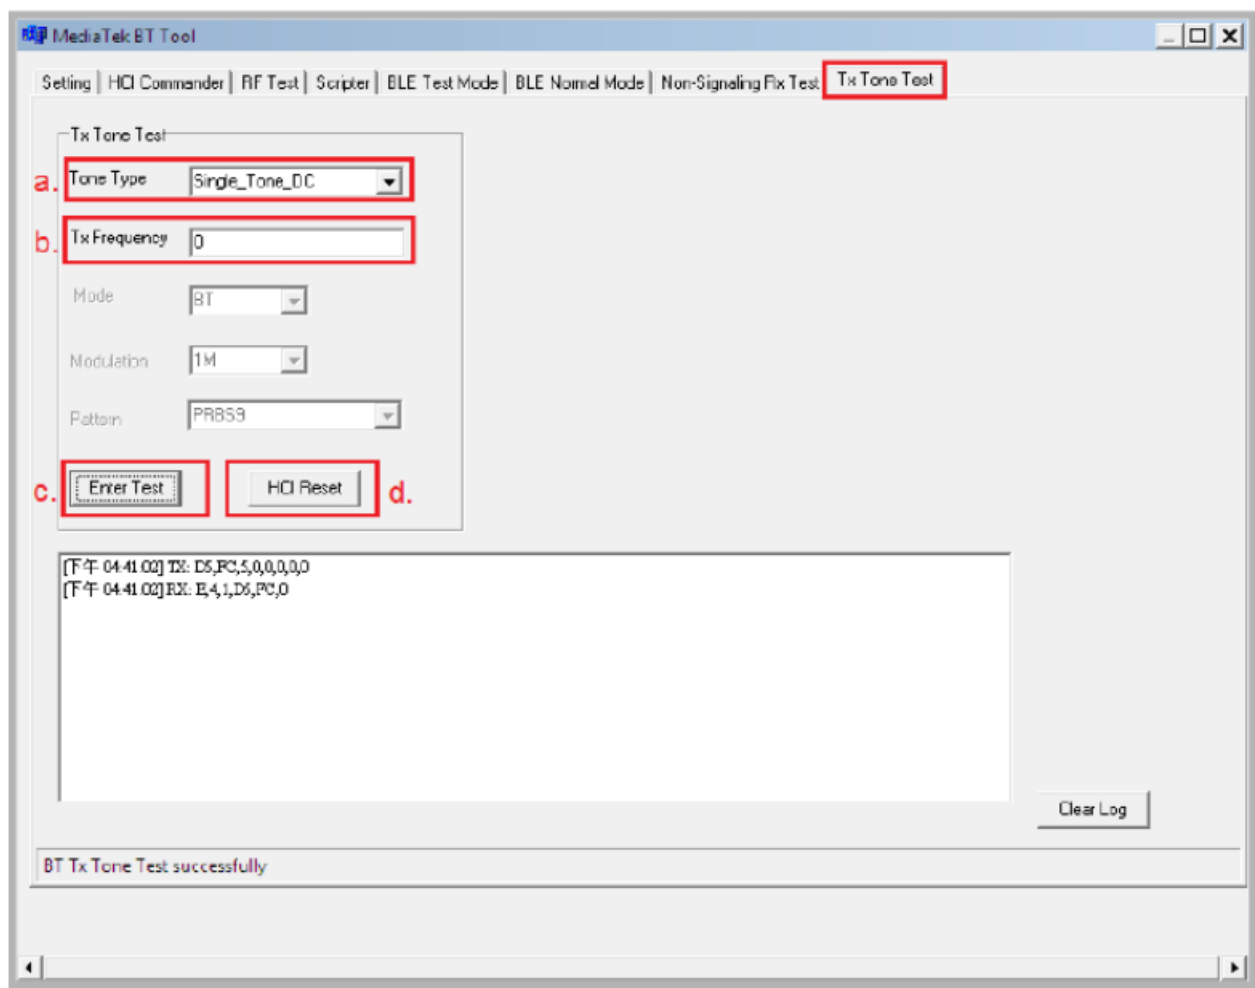 MediaTek BT Tool
Setting HCI Commander RF Test Scripter BLE Test Mode BLE Normal Mode Non-Signaling Rx Test Tx Tone Test
Tx Tone Test
a. Tone Type Single_Tone_DC
b. Tx Frequency 0
Mode BT
Modulation 1M
Pattern PRBS9
c. Enter Test HCI Reset d.
[下午 04:41:02] TX: D5,FC,5,0,0,0,0,0
[下午 04:41:02] RX: E,4,1,D5,FC,0
Clear Log
BT Tx Tone Test successfully